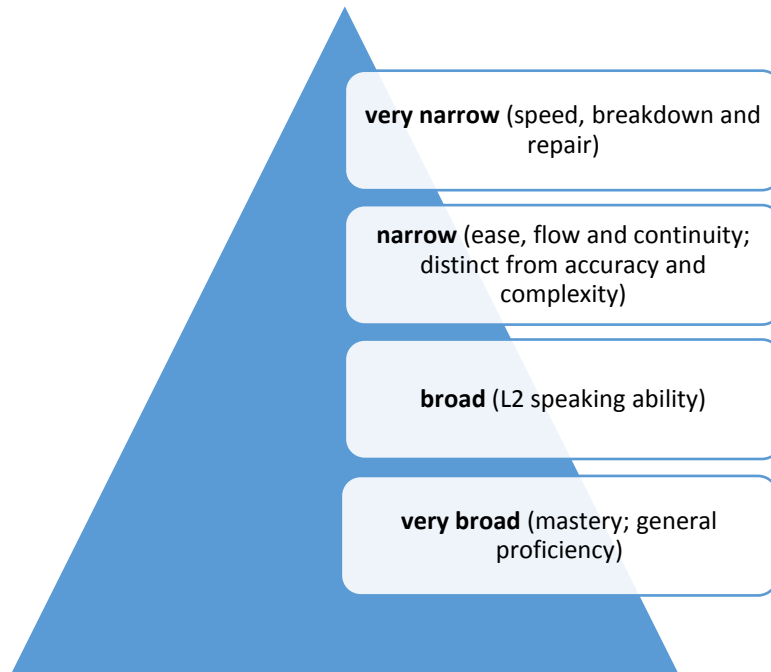 very narrow (speed, breakdown and
repair)
narrow (ease, flow and continuity;
distinct from accuracy and
complexity)
broad (L2 speaking ability)
very broad (mastery; general
proficiency)